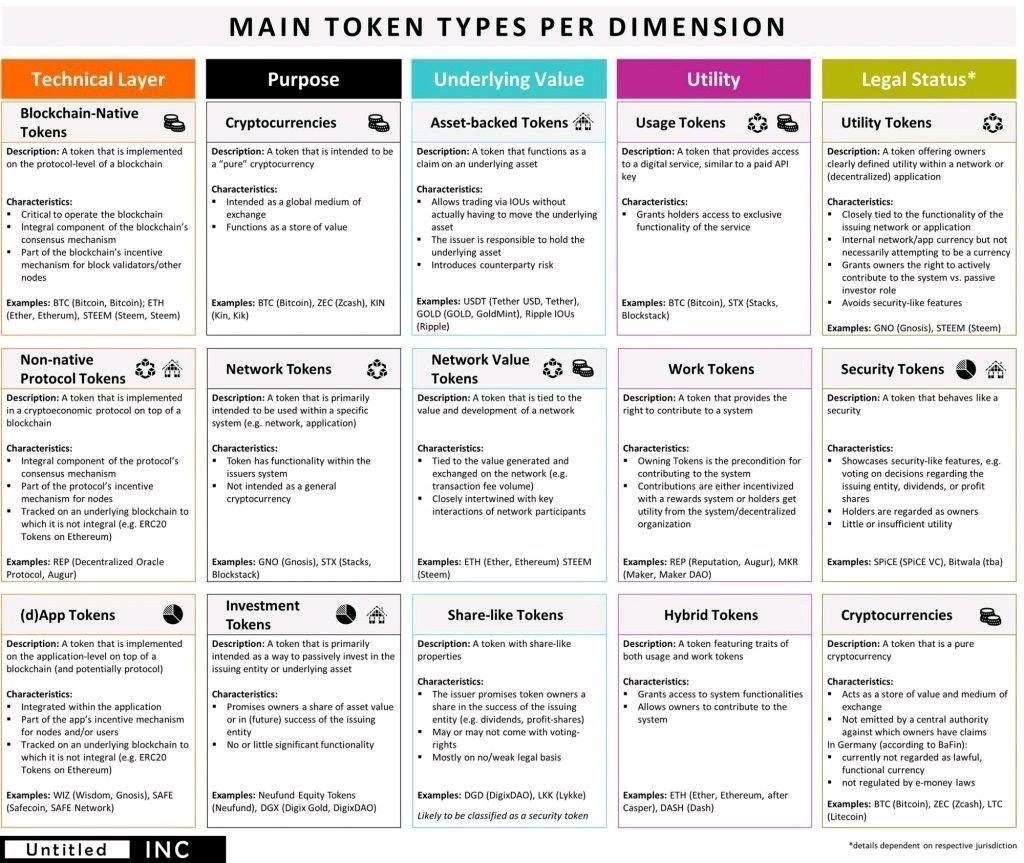 MAIN TOKEN TYPES PER DIMENSION
Technical Layer
Blockchain-Native
Tokens
Description: A token that is implemented
on the protocol-level of a blockchain
Characteristics:
▪ Critical to operate the blockchain
▪ Integral component of the blockchain's
consensus mechanism
▪ Part of the blockchain's incentive
mechanism for block validators/other
nodes
Examples: BTC (Bitcoin, Bitcoin); ETH
(Ether, Etherum), STEEM (Steem, Steem)
Non-native
Protocol Tokens
Description: A token that is implemented
in a cryptoeconomic protocol on top of a
blockchain
Characteristics:
▪ Integral component of the protocol's
consensus mechanism
▪ Part of the protocol's incentive
mechanism for nodes
▪ Tracked on an underlying blockchain to
which it is not integral (e.g. ERC20
Tokens on Ethereum)
Examples: REP (Decentralized Oracle
Protocol, Augur)
(d)App Tokens
Description: A token that is implemented
on the application-level on top of a
blockchain (and potentially protocol)
Characteristics:
▪ Integrated within the application
▪ Part of the app's incentive mechanism
for nodes and/or users
▪ Tracked on an underlying blockchain to
which it is not integral (e.g. ERC20
Tokens on Ethereum)
Examples: WIZ (Wisdom, Gnosis), SAFE
(Safecoin, SAFE Network)
Purpose
Cryptocurrencies
Description: A token that is intended to be
a "pure" cryptocurrency
Characteristics:
▪ Intended as a global medium of
exchange
▪ Functions as a store of value
Examples: BTC (Bitcoin), ZEC (Zcash), KIN
(Kin, Kik)
Network Tokens
Description: A token that is primarily
intended to be used within a specific
system (e.g. network, application)
Characteristics:
▪ Token has functionality within the
issuers system
▪ Not intended as a general
cryptocurrency
Examples: GNO (Gnosis), STX (Stacks,
Blockstack)
Investment
Tokens
Description: A token that is primarily
intended as a way to passively invest in the
issuing entity or underlying asset
Characteristics:
▪ Promises owners a share of asset value
or in (future) success of the issuing
entity
▪ No or little significant functionality
Examples: Neufund Equity Tokens
(Neufund), DGX (Digix Gold, DigixDAO)
Underlying Value
Asset-backed Tokens
Description: A token that functions as a
claim on an underlying asset
Characteristics:
▪ Allows trading via IOUs without
actually having to move the underlying
asset
▪ The issuer is responsible to hold the
underlying asset
▪ Introduces counterparty risk
Examples: USDT (Tether USD, Tether),
GOLD (GOLD, GoldMint), Ripple IOUs
(Ripple)
Network Value
Tokens
Description: A token that is tied to the
value and development of a network
Characteristics:
▪ Tied to the value generated and
exchanged on the network (e.g.
transaction fee volume)
▪ Closely intertwined with key
interactions of network participants
Examples: ETH (Ether, Ethereum) STEEM
(Steem)
Share-like Tokens
Description: A token with share-like
properties
Characteristics:
▪ The issuer promises token owners a
share in the success of the issuing
entity (e.g. dividends, profit-shares)
▪ May or may not come with voting-
rights
▪ Mostly on no/weak legal basis
Examples: DGD (DigixDAO), LKK (Lykke)
Likely to be classified as a security token
Utility
Usage Tokens
Description: A token that provides access
to a digital service, similar to a paid API
key
Characteristics:
▪ Grants holders access to exclusive
functionality of the service
Examples: BTC (Bitcoin), STX (Stacks,
Blockstack)
Work Tokens
Description: A token that provides the
right to contribute to a system
Characteristics:
▪ Owning Tokens is the precondition for
contributing to the system
▪ Contributions are either incentivized
with a rewards system or holders get
utility from the system/decentralized
organization
Examples: REP (Reputation, Augur), MKR
(Maker, Maker DAO)
Hybrid Tokens
Description: A token featuring traits of
both usage and work tokens
Characteristics:
▪ Grants access to system functionalities
▪ Allows owners to contribute to the
system
Examples: ETH (Ether, Ethereum, after
Casper), DASH (Dash)
Legal Status*
Utility Tokens
Description: A token offering owners
clearly defined utility within a network or
(decentralized) application
Characteristics:
▪ Closely tied to the functionality of the
issuing network or application
▪ Internal network/app currency but not
necessarily attempting to be a currency
▪ Grants owners the right to actively
contribute to the system vs. passive
investor role
▪ Avoids security-like features
Examples: GNO (Gnosis), STEEM (Steem)
Security Tokens
Description: A token that behaves like a
security
Characteristics:
▪ Showcases security-like features, e.g.
voting on decisions regarding the
issuing entity, dividends, or profit
shares
▪ Holders are regarded as owners
▪ Little or insufficient utility
Examples: SPiCE (SPiCE VC), Bitwala (tba)
Cryptocurrencies
Description: A token that is a pure
cryptocurrency
Characteristics:
▪ Acts as a store of value and medium of
exchange
▪ Not emitted by a central authority
against which owners have claims
In Germany (according to BaFin):
▪ currently not regarded as lawful,
functional currency
▪ not regulated by e-money laws
Examples: BTC (Bitcoin), ZEC (Zcash), LTC
(Litecoin)
Untitled INC
*details dependent on respective jurisdiction